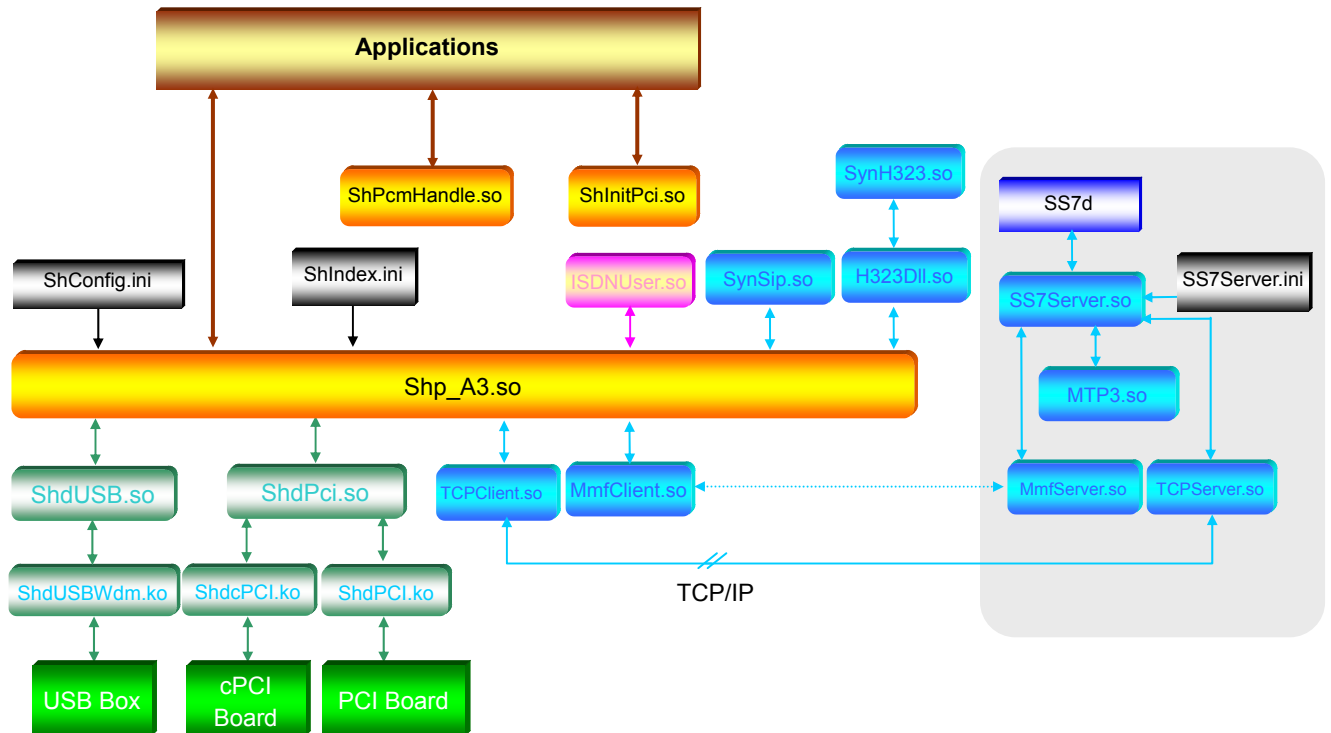 Applications
ShPcmHandle.so
ShInitPci.so
SynH323.so
SS7d
ShConfig.ini
ShIndex.ini
ISDNUser.so
SynSip.so
H323Dll.so
SS7Server.so
SS7Server.ini
Shp_A3.so
MTP3.so
ShdUSB.so
ShdPci.so
TCPClient.so
MmfClient.so
MmfServer.so
TCPServer.so
ShdUSBWdm.ko
ShdcPCI.ko
ShdPCI.ko
TCP/IP
USB Box
cPCI
Board
PCI Board